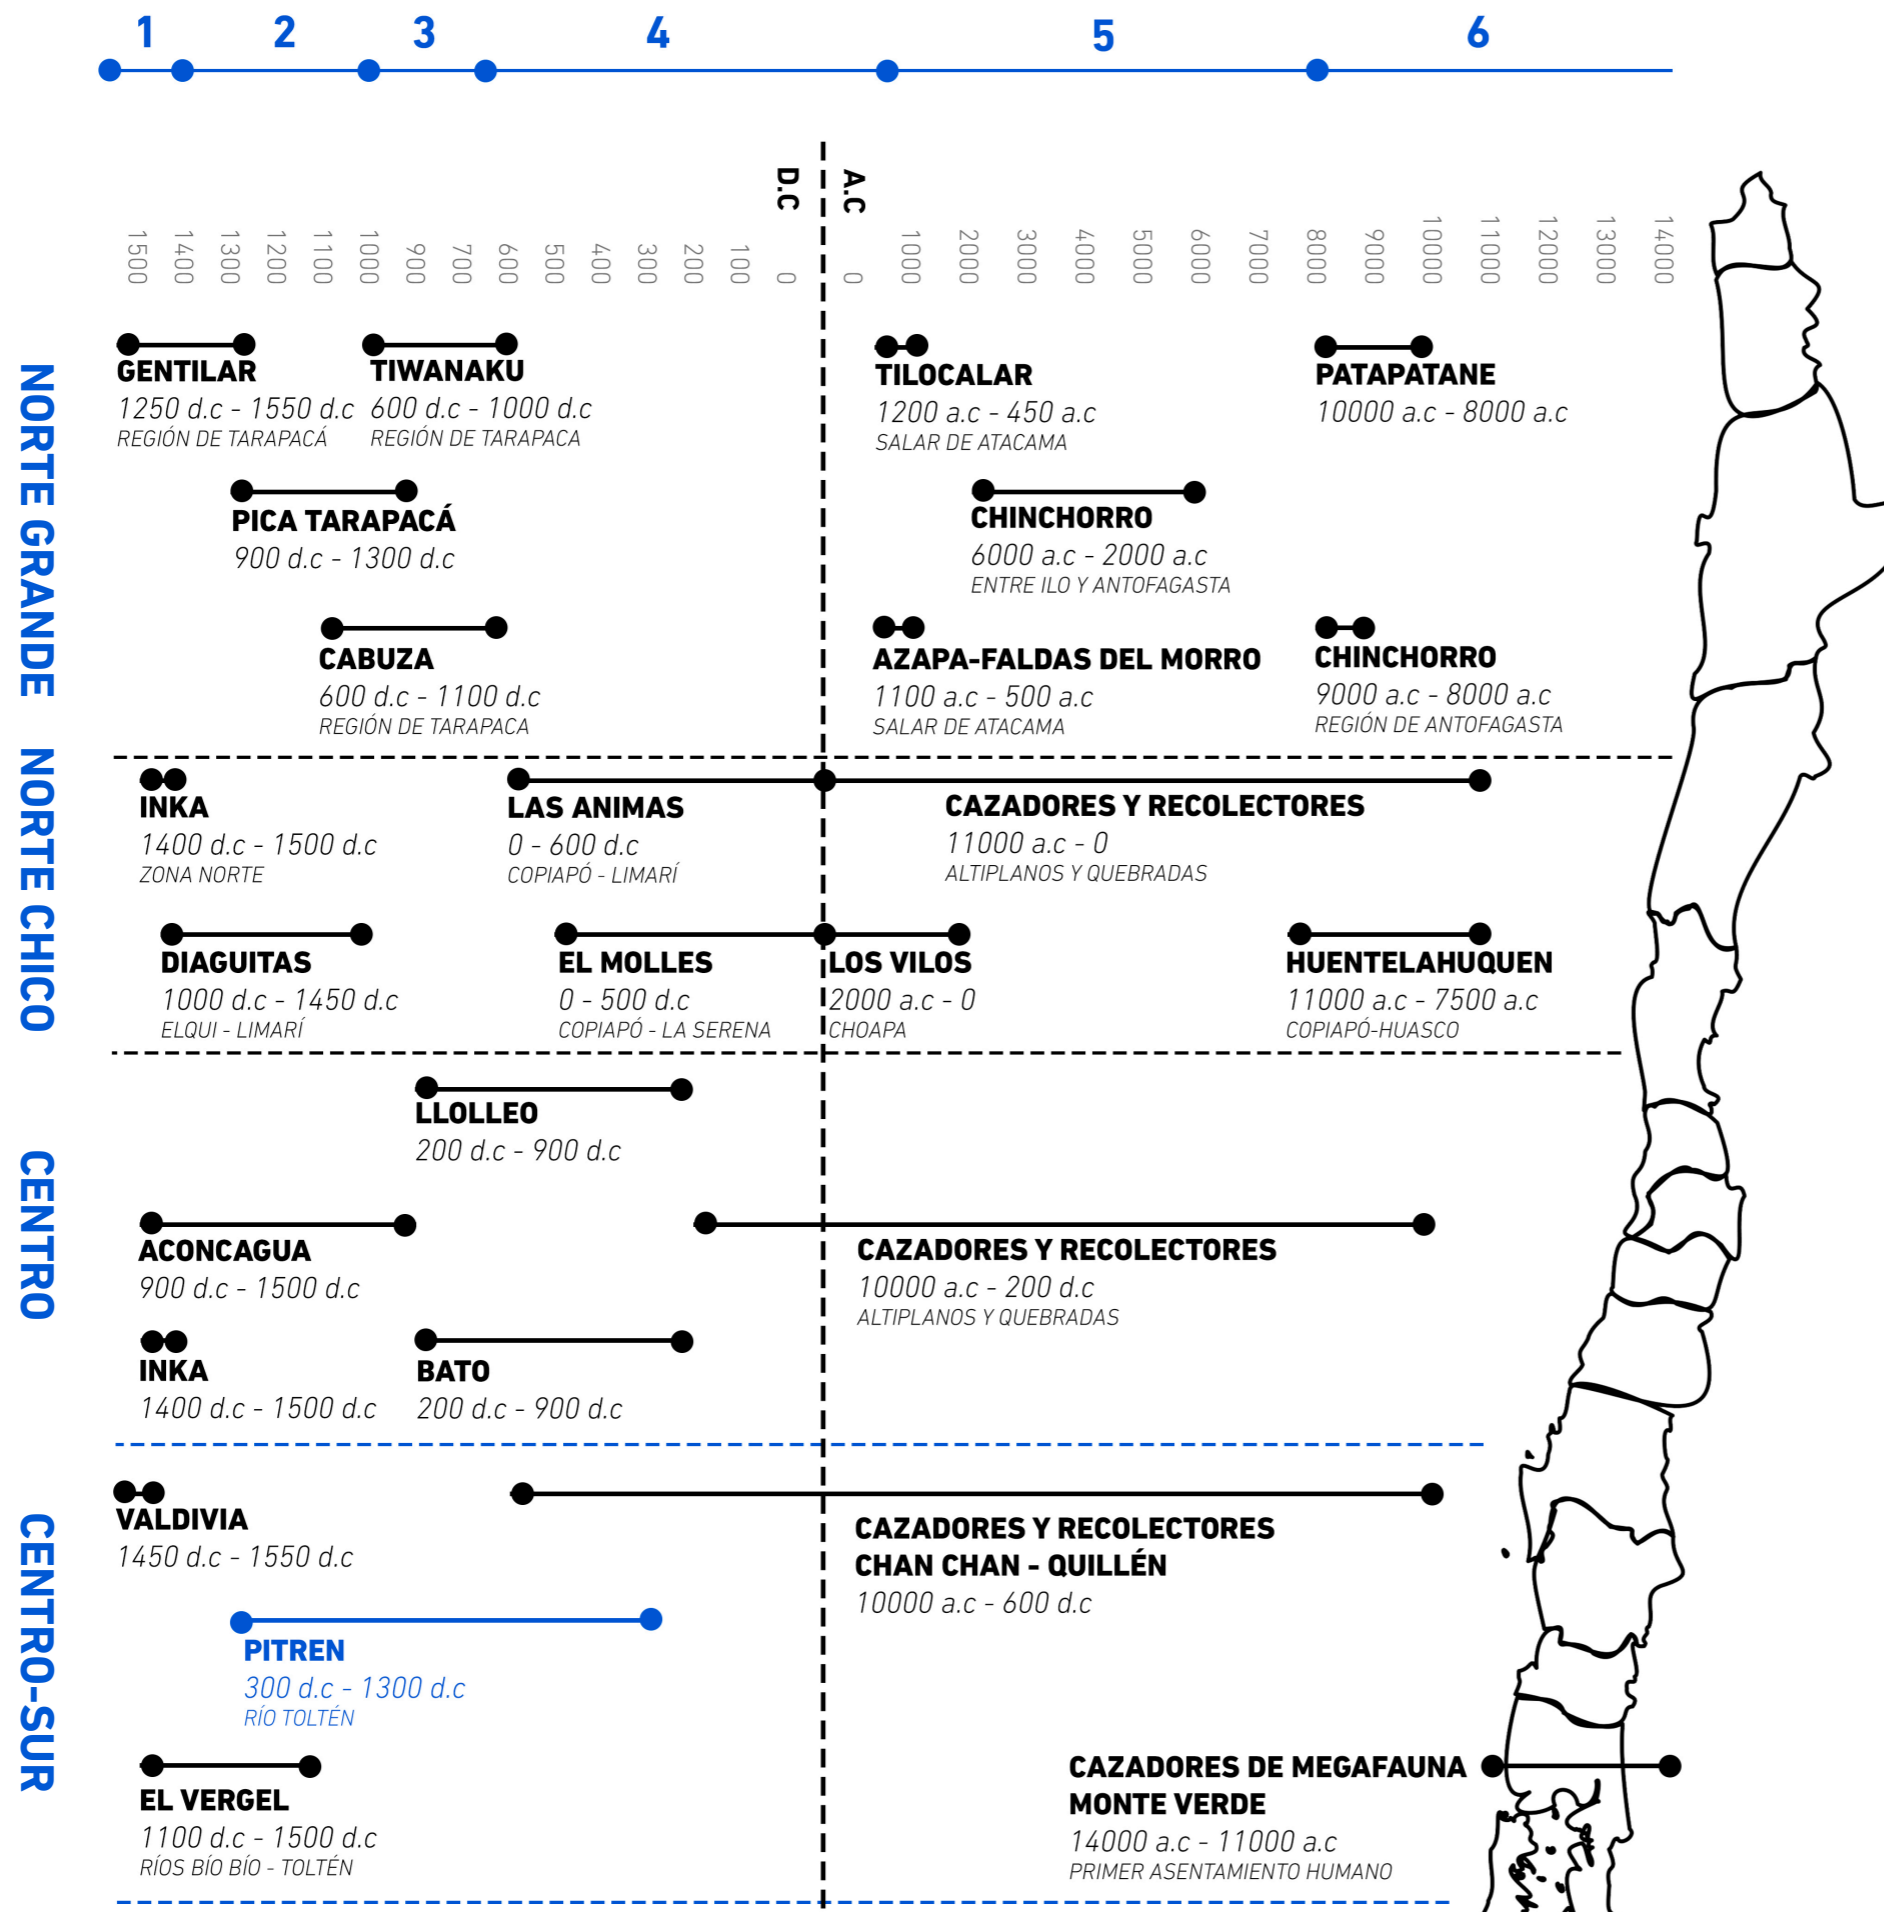 1 2 3 4 5 6
D.C A.C
1500 1400 1300 1200 1100 1000 900 700 600 500 400 300 200 100 0 0 1000 2000 3000 4000 5000 6000 7000 8000 9000 10000 11000 12000 13000 14000
NORTE GRANDE
GENTILAR
1250 d.c - 1550 d.c
REGIÓN DE TARAPACÁ
TIWANAKU
600 d.c - 1000 d.c
REGIÓN DE TARAPACA
TILOCALAR
1200 a.c - 450 a.c
SALAR DE ATACAMA
PATAPATANE
10000 a.c - 8000 a.c
PICA TARAPACÁ
900 d.c - 1300 d.c
CHINCHORRO
6000 a.c - 2000 a.c
ENTRE ILO Y ANTOFAGASTA
CABUZA
600 d.c - 1100 d.c
REGIÓN DE TARAPACA
AZAPA-FALDAS DEL MORRO
1100 a.c - 500 a.c
SALAR DE ATACAMA
CHINCHORRO
9000 a.c - 8000 a.c
REGIÓN DE ANTOFAGASTA
NORTE CHICO
INKA
1400 d.c - 1500 d.c
ZONA NORTE
LAS ANIMAS
0 - 600 d.c
COPIAPÓ - LIMARÍ
CAZADORES Y RECOLECTORES
11000 a.c - 0
ALTIPLANOS Y QUEBRADAS
DIAGUITAS
1000 d.c - 1450 d.c
ELQUI - LIMARÍ
EL MOLLES
0 - 500 d.c
COPIAPÓ - LA SERENA
LOS VILOS
2000 a.c - 0
CHOAPA
HUENTELAHUQUEN
11000 a.c - 7500 a.c
COPIAPÓ-HUASCO
CENTRO
LLOLLEO
200 d.c - 900 d.c
ACONCAGUA
900 d.c - 1500 d.c
CAZADORES Y RECOLECTORES
10000 a.c - 200 d.c
ALTIPLANOS Y QUEBRADAS
INKA
1400 d.c - 1500 d.c
BATO
200 d.c - 900 d.c
CENTRO-SUR
VALDIVIA
1450 d.c - 1550 d.c
CAZADORES Y RECOLECTORES
CHAN CHAN - QUILLÉN
10000 a.c - 600 d.c
PITREN
300 d.c - 1300 d.c
RÍO TOLTÉN
EL VERGEL
1100 d.c - 1500 d.c
RÍOS BÍO BÍO - TOLTÉN
CAZADORES DE MEGAFAUNA
MONTE VERDE
14000 a.c - 11000 a.c
PRIMER ASENTAMIENTO HUMANO